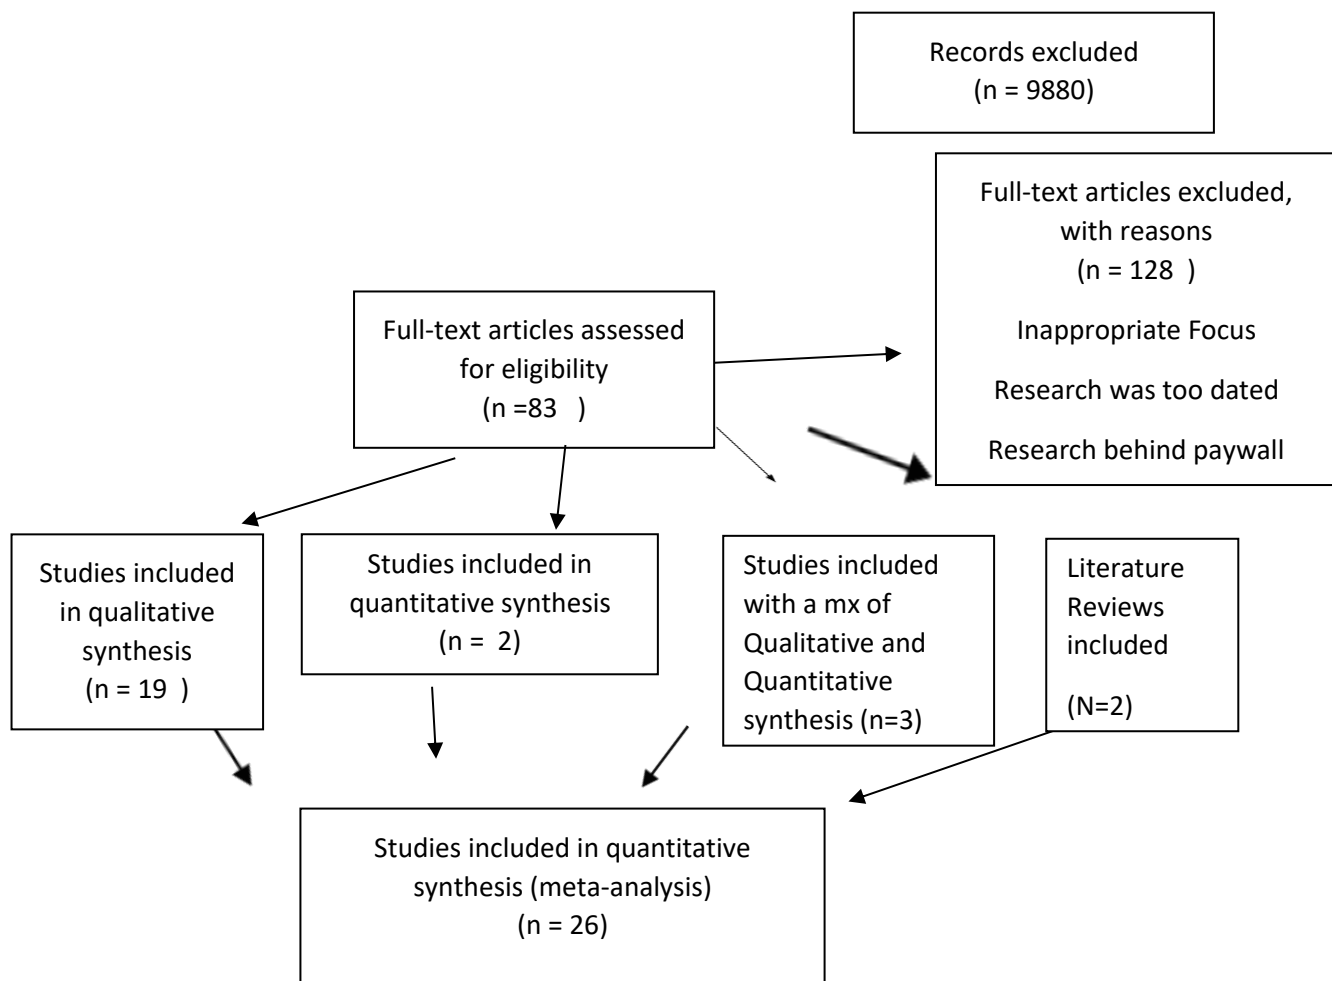 Records excluded
(n = 9880)
Full-text articles excluded,
with reasons
(n = 128  )
Inappropriate Focus
Research was too dated
Research behind paywall
Full-text articles assessed
for eligibility
(n =83   )
Studies included
in qualitative
synthesis
(n = 19  )
Studies included in
quantitative synthesis
(n =  2)
Studies included
with a mx of
Qualitative and
Quantitative
synthesis (n=3)
Literature
Reviews
included
(N=2)
Studies included in quantitative
synthesis (meta-analysis)
(n = 26)